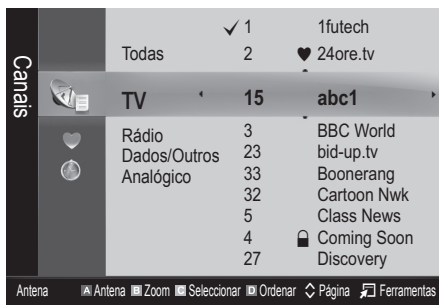 Canais
1 1futech
Todas 2 24ore.tv
TV 15 abc1
Rádio 3 BBC World
Dados/Outros 23 bid-up.tv
Analógico 33 Boonerang
32 Cartoon Nwk
5 Class News
4 Coming Soon
27 Discovery
Antena A Antena B Zoom C Seleccionar D Ordenar Página Ferramentas